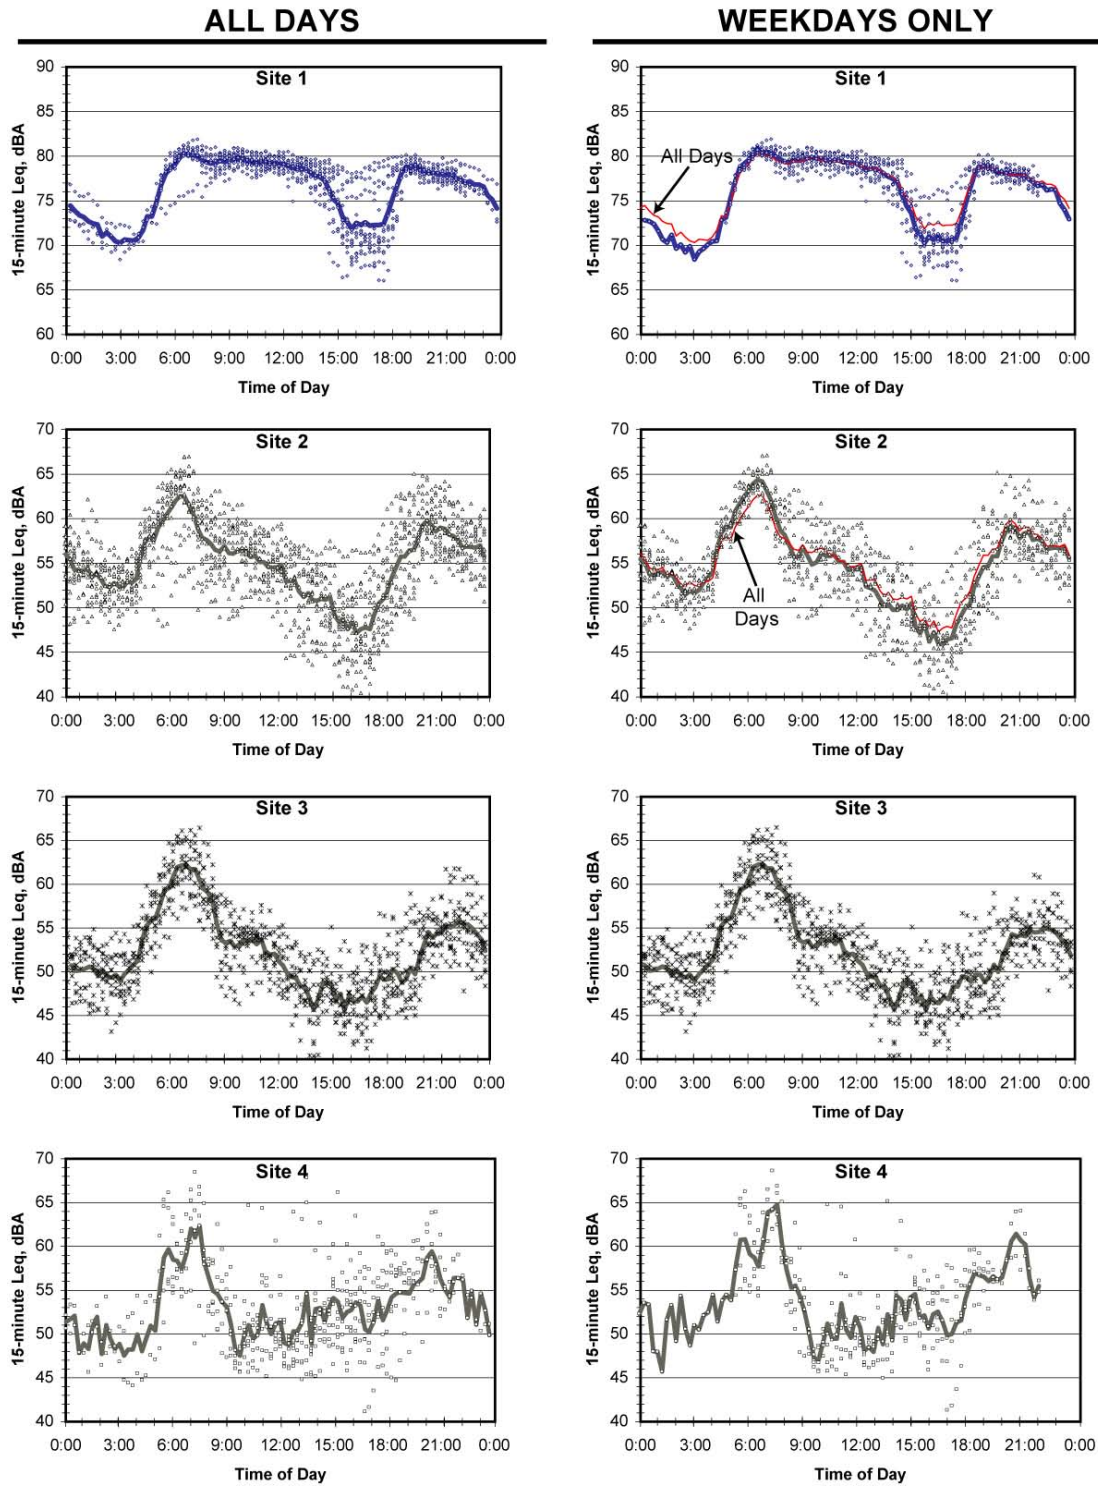 ALL DAYS
WEEKDAYS ONLY
Site 1
90
85
80
75
70
65
60
15-minute Leq, dBA
0:00 3:00 6:00 9:00 12:00 15:00 18:00 21:00 0:00
Time of Day
Site 1
All Days
90
85
80
75
70
65
60
15-minute Leq, dBA
0:00 3:00 6:00 9:00 12:00 15:00 18:00 21:00 0:00
Time of Day
Site 2
70
65
60
55
50
45
40
15-minute Leq, dBA
0:00 3:00 6:00 9:00 12:00 15:00 18:00 21:00 0:00
Time of Day
Site 2
All
Days
70
65
60
55
50
45
40
15-minute Leq, dBA
0:00 3:00 6:00 9:00 12:00 15:00 18:00 21:00 0:00
Time of Day
Site 3
70
65
60
55
50
45
40
15-minute Leq, dBA
0:00 3:00 6:00 9:00 12:00 15:00 18:00 21:00 0:00
Time of Day
Site 3
70
65
60
55
50
45
40
15-minute Leq, dBA
0:00 3:00 6:00 9:00 12:00 15:00 18:00 21:00 0:00
Time of Day
Site 4
70
65
60
55
50
45
40
15-minute Leq, dBA
0:00 3:00 6:00 9:00 12:00 15:00 18:00 21:00 0:00
Time of Day
Site 4
70
65
60
55
50
45
40
15-minute Leq, dBA
0:00 3:00 6:00 9:00 12:00 15:00 18:00 21:00 0:00
Time of Day